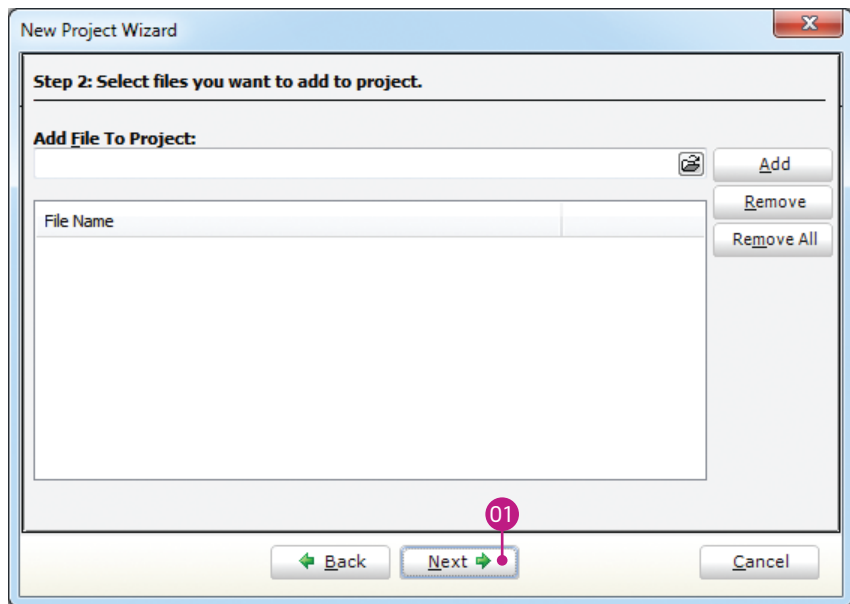 New Project Wizard
Step 2: Select files you want to add to project.
Add File To Project:
Add
Remove
File Name
Remove All
01
Back
Next
Cancel